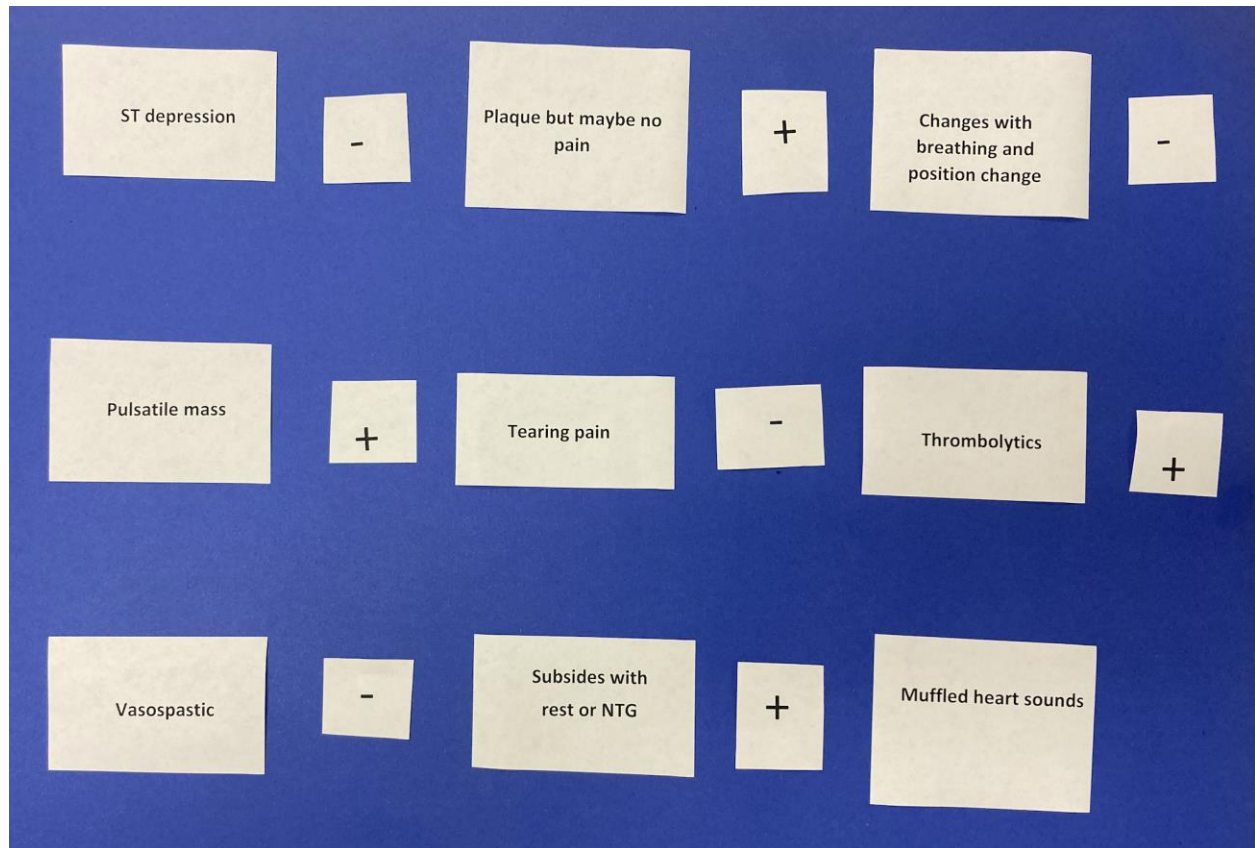 ST depression
-
Plaque but maybe no
pain
+
Changes with
breathing and
position change
-
Pulsatile mass
+
Tearing pain
-
Thrombolytics
+
Vasospastic
-
Subsides with
rest or NTG
+
Muffled heart sounds